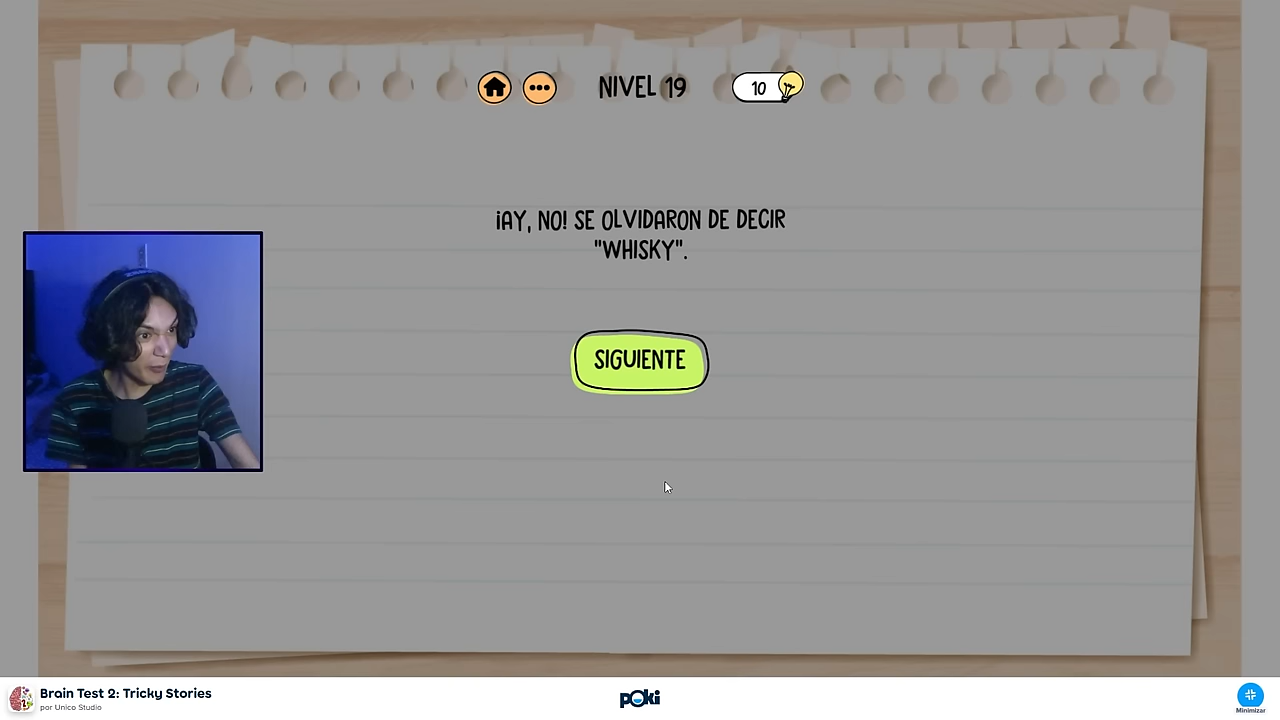 NIVEL 19
10
¡AY, NO! SE OLVIDARON DE DECIR
"WHISKY".
SIGUIENTE
Brain Test 2: Tricky Stories
por Unico Studio
poki
Minimizar